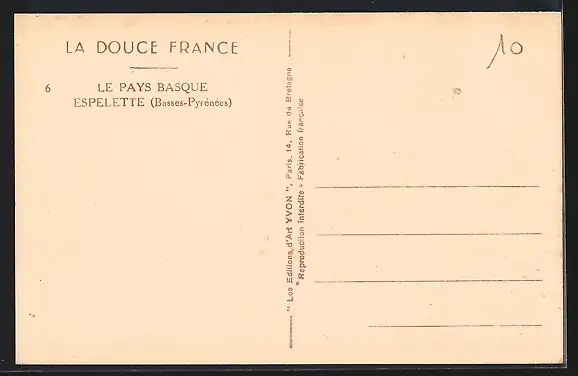 LA DOUCE FRANCE
6 LE PAYS BASQUE
ESPELETTE (Basses-Pyrénées)
" Les Editions d'Art YVON ", Paris, 14, Rue de Bretagne
Reproduction interdite - Fabrication française
10